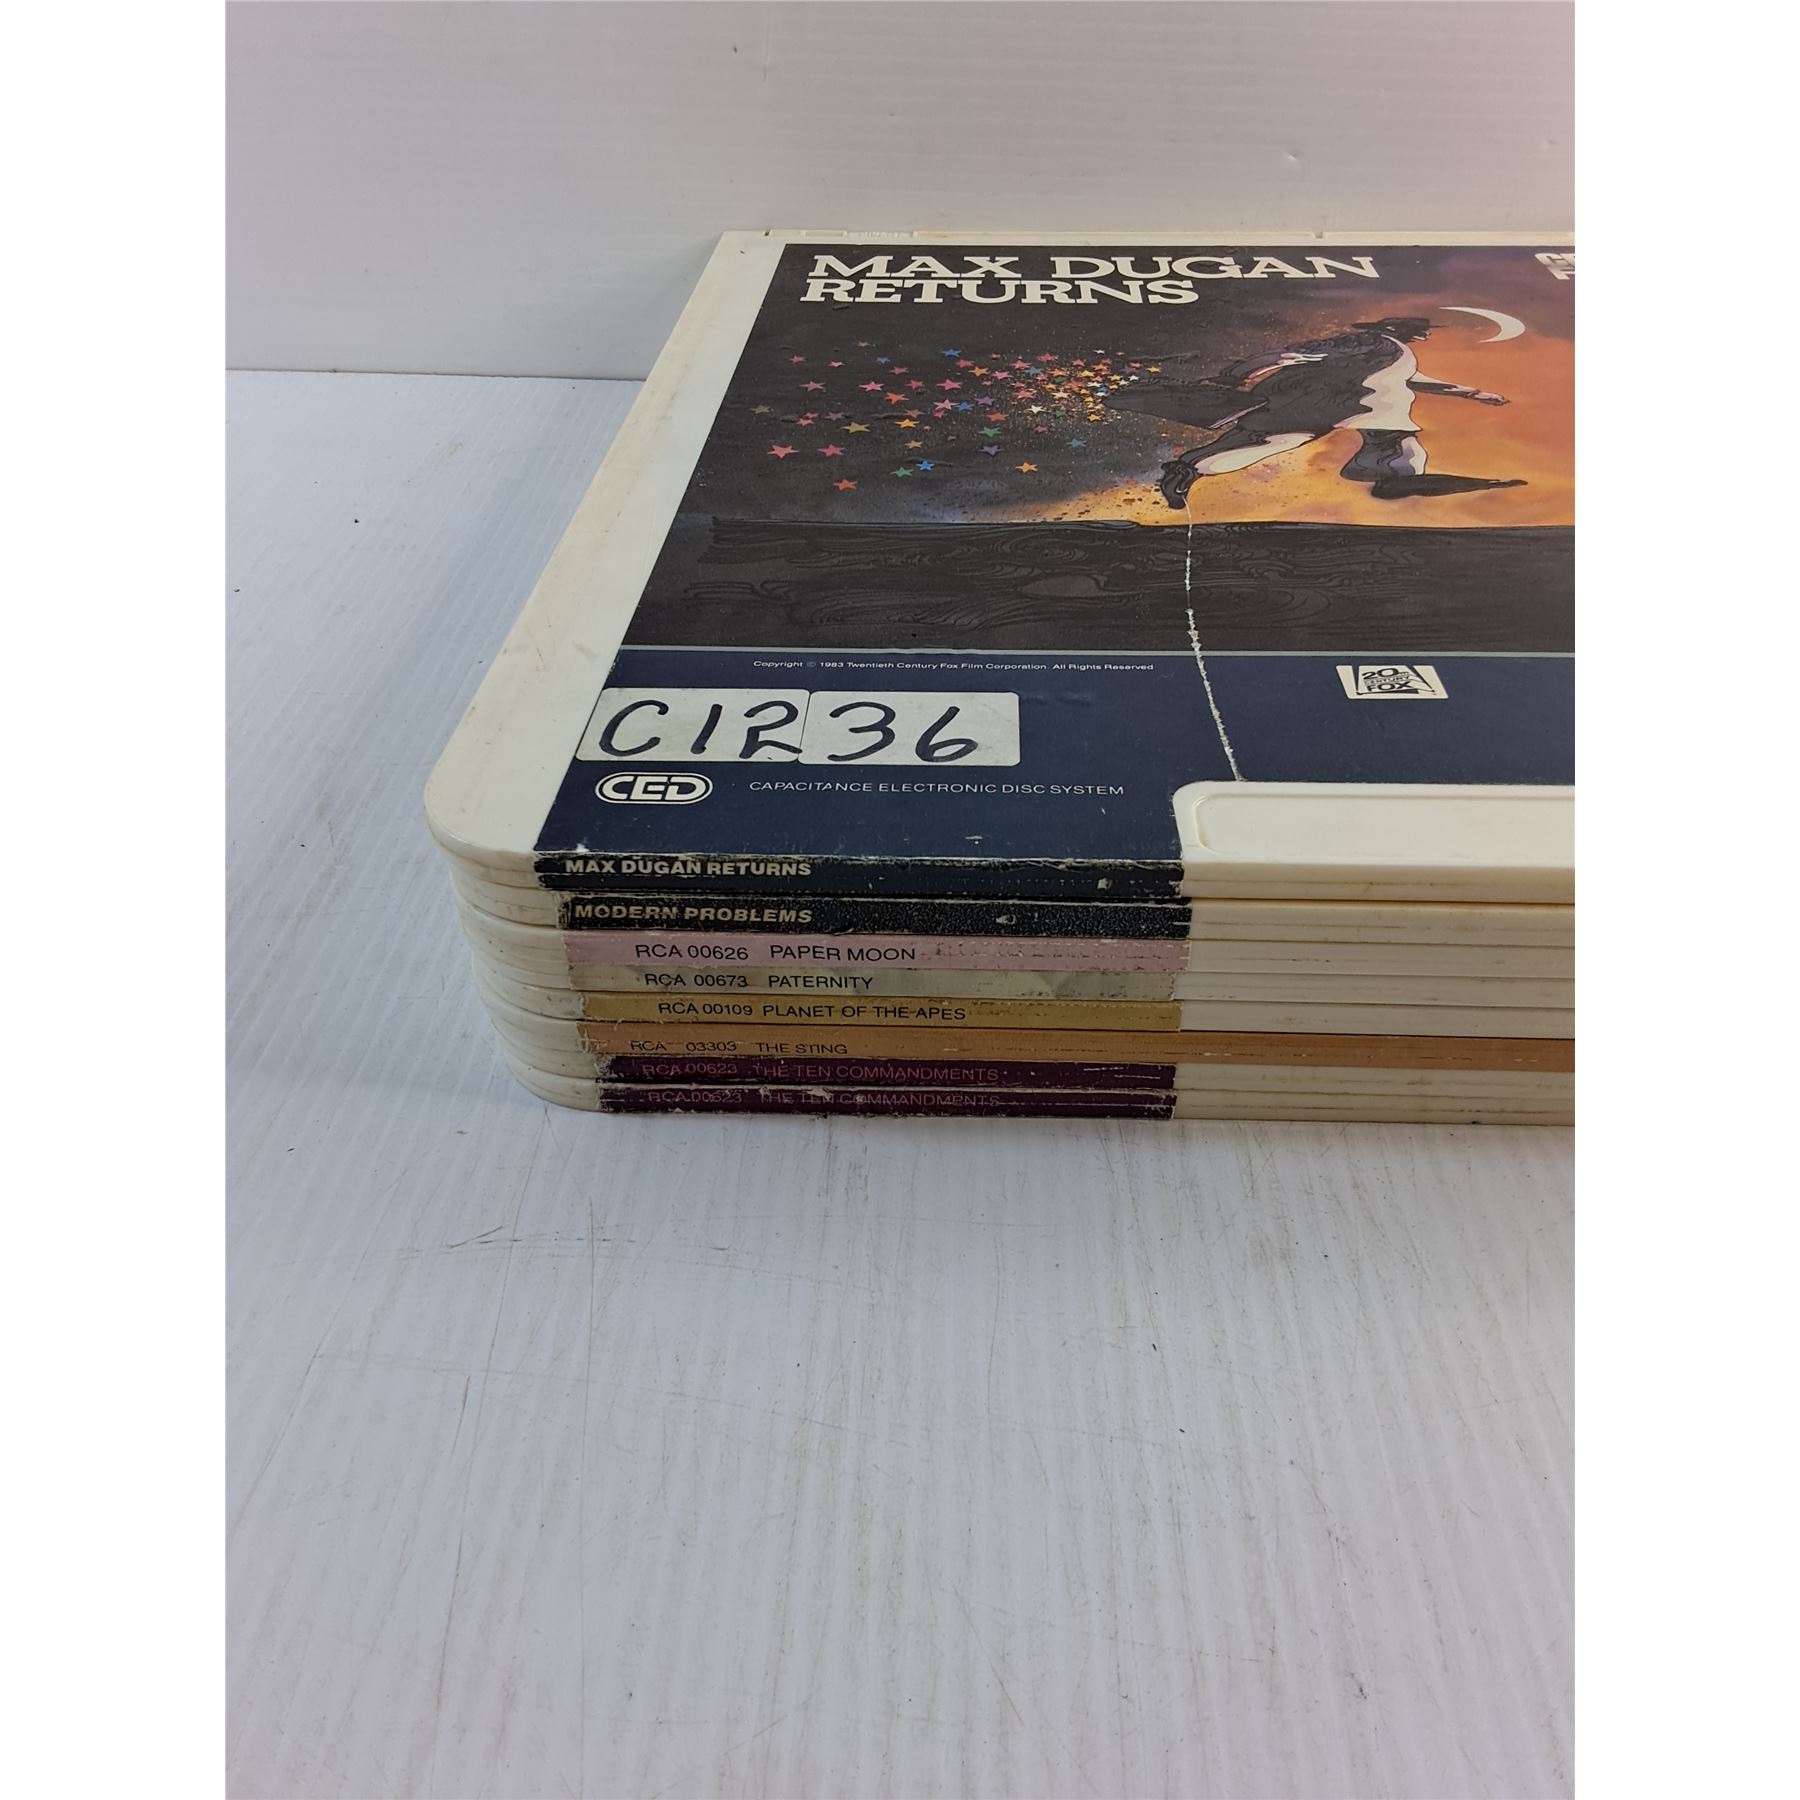 MAX DUGAN
RETURNS
Copyright © 1983 Twentieth Century Fox Film Corporation. All Rights Reserved
20th
CENTURY
FOX
C1236
CED
CAPACITANCE ELECTRONIC DISC SYSTEM
MAX DUGAN RETURNS
MODERN PROBLEMS
RCA 00626 PAPER MOON
RCA 00673 PATERNITY
RCA 00109 PLANET OF THE APES
RCA 03303 THE STING
RCA 00623 THE TEN COMMANDMENTS
RCA 00623 THE TEN COMMANDMENTS